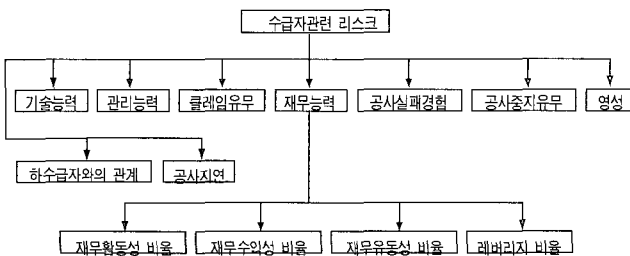 수급자관련 리스크
기술능력 관리능력 클레임유무 재무능력 공사실패경험 공사중지유무 영성
하수급자와의 관계 공사지연
재무활동성 비율 재무수입성 비율 재무유동성 비율 레버리지 비율